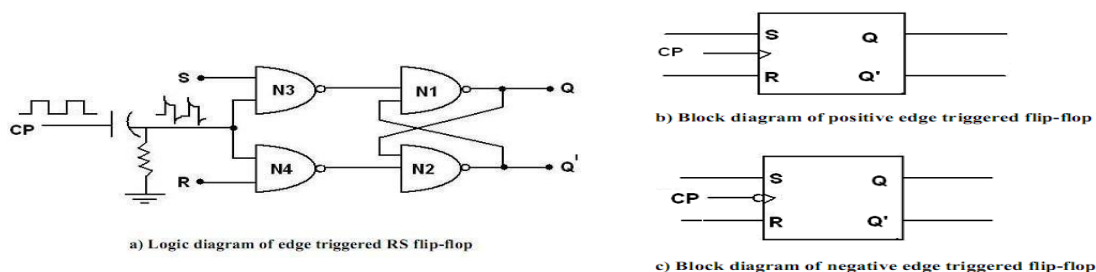 S
N3
N1
Q
CP
R
N4
N2
Q'
a) Logic diagram of edge triggered RS flip-flop
S
Q
CP
R
Q'
b) Block diagram of positive edge triggered flip-flop
S
Q
CP
R
Q'
c) Block diagram of negative edge triggered flip-flop